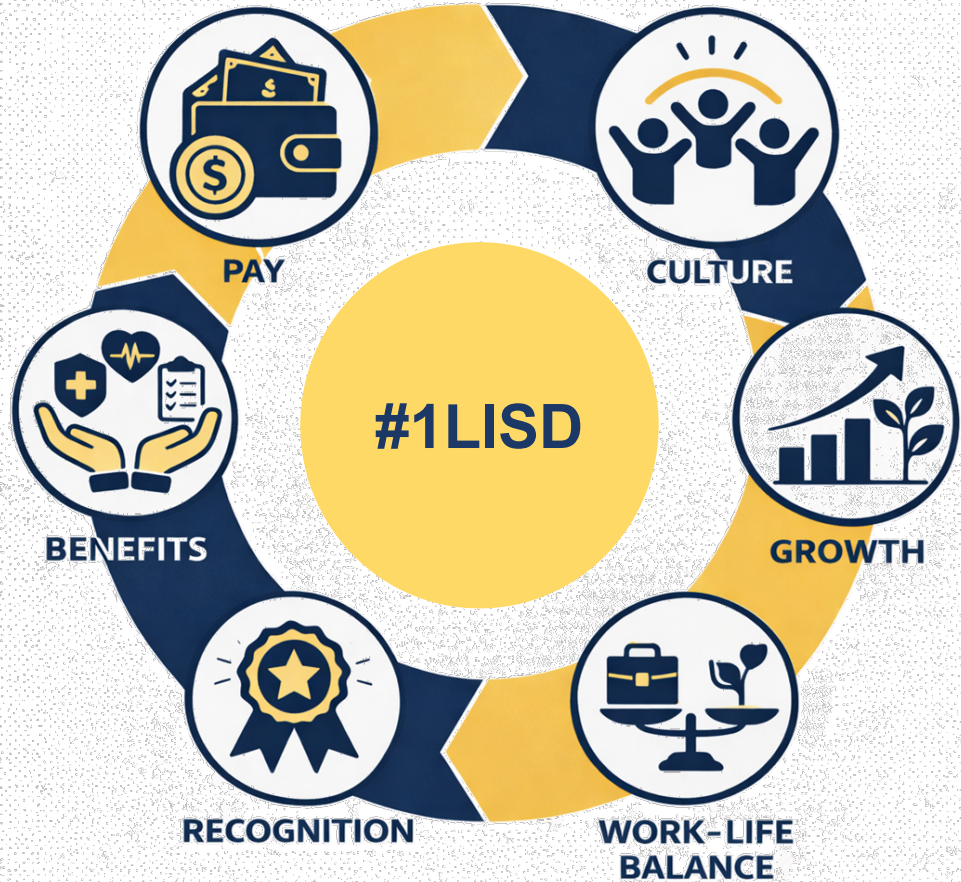 $
$
PAY
CULTURE
#1LISD
BENEFITS
GROWTH
RECOGNITION
WORK-LIFE
BALANCE